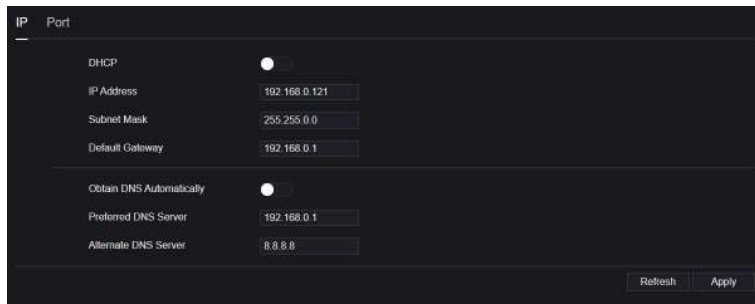 IP Port
DHCP
IP Address 192.168.0.121
Subnet Mask 255.255.0.0
Default Gateway 192.168.0.1
Obtain DNS Automatically
Preferred DNS Server 192.168.0.1
Alternate DNS Server 8.8.8.8
Refresh Apply